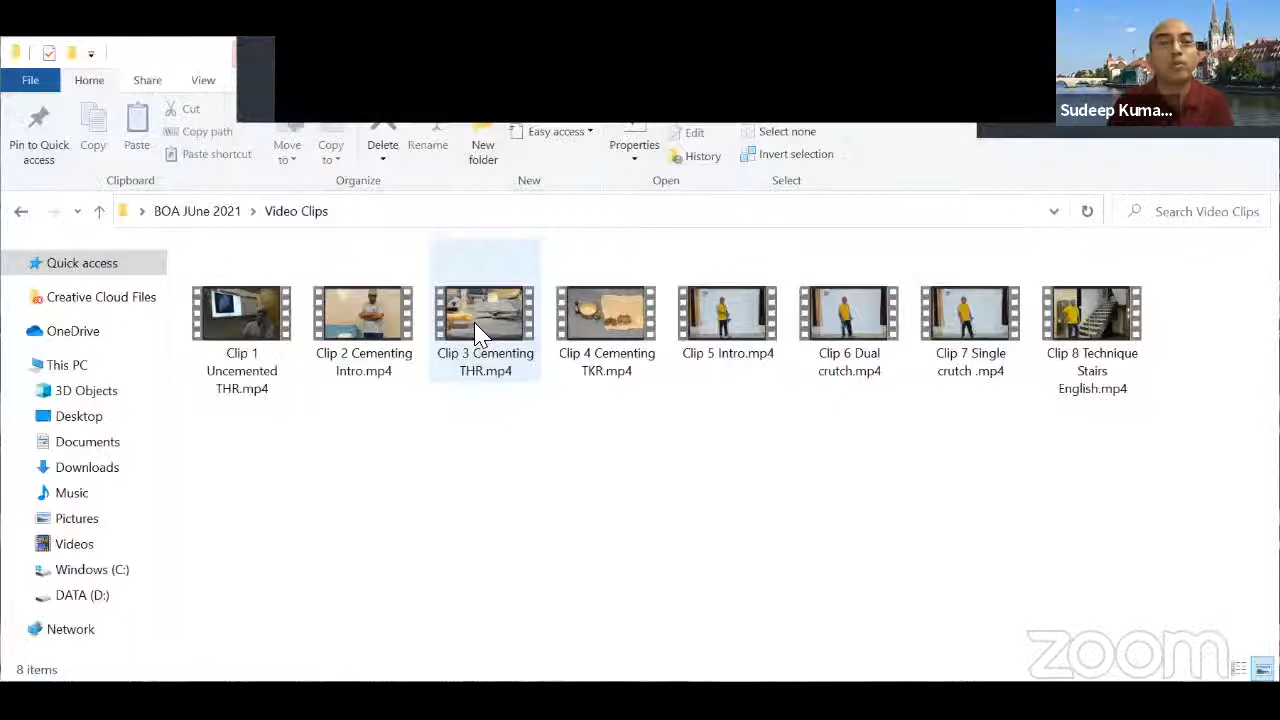 File
Home
Share
View
Sudeep Kuma...
Pin to Quick
access
Copy
Paste
Cut
Copy path
Paste shortcut
Move
to
Copy
to
Delete
Rename
New
folder
Easy access
Properties
Edit
History
Select none
Invert selection
Clipboard
Organize
New
Open
Select
BOA JUne 2021 > Video Clips
Search Video Clips
Quick access
Creative Cloud Files
OneDrive
This PC
3D Objects
Desktop
Documents
Downloads
Music
Pictures
Videos
Windows (C:)
DATA (D:)
Network
Clip 1
Uncemented
THR.mp4
Clip 2 Cementing
Intro.mp4
Clip 3 Cementing
THR.mp4
Clip 4 Cementing
TKR.mp4
Clip 5 Intro.mp4
Clip 6 Dual
crutch.mp4
Clip 7 Single
crutch .mp4
Clip 8 Technique
Stairs
English.mp4
8 items
zoom